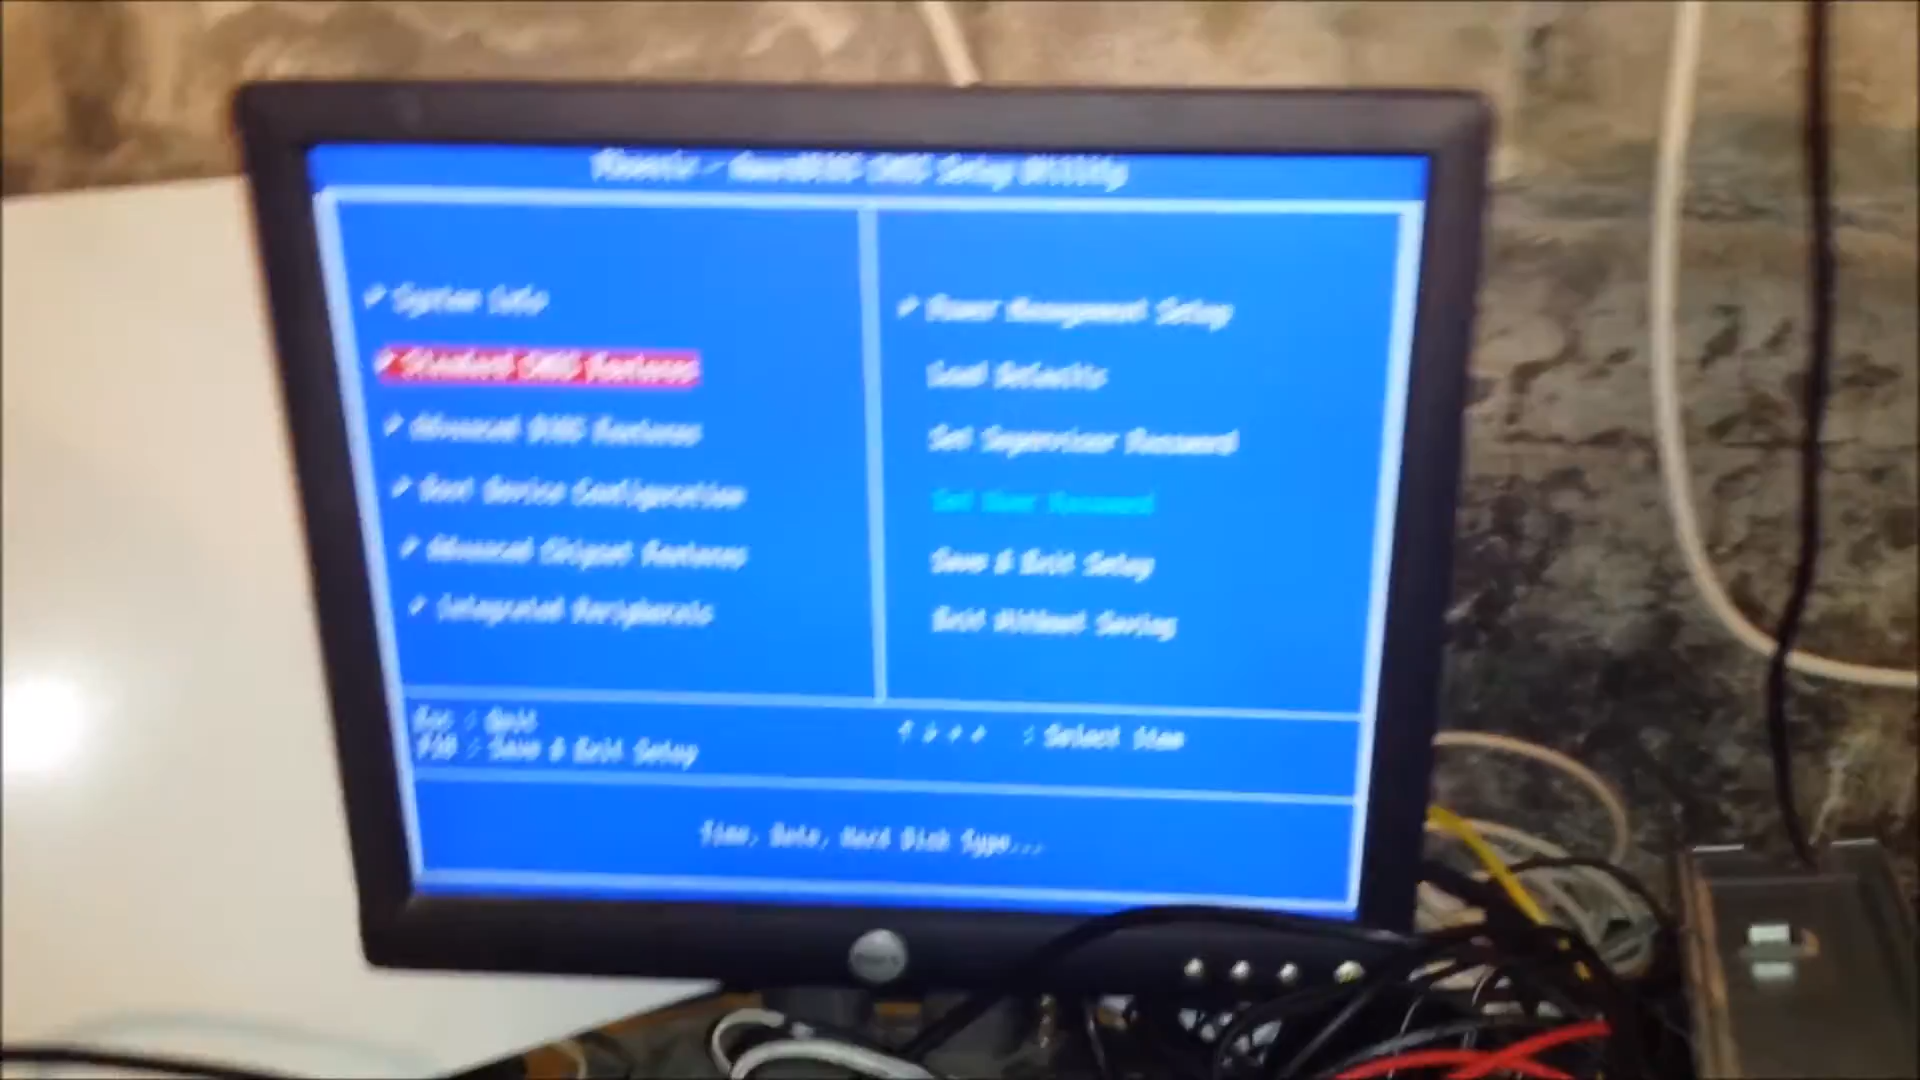 Phoenix - AwardBIOS CMOS Setup Utility
System Info
Standard CMOS Features
Advanced BIOS Features
Boot Device Configuration
Advanced Chipset Features
Integrated Peripherals
Power Management Setup
Load Defaults
Set Supervisor Password
Set User Password
Save & Exit Setup
Exit Without Saving
Esc : Quit
F10 : Save & Exit Setup
↑ ↓ → ← : Select Item
Time, Date, Hard Disk Type...